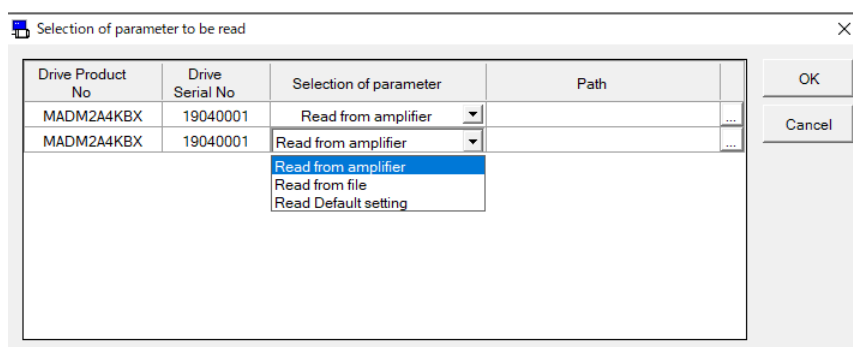 Selection of parameter to be read
Drive Product No
Drive Serial No
Selection of parameter
Path
MADM2A4KBX 19040001 Read from amplifier ...
MADM2A4KBX 19040001 Read from amplifier ...
Read from amplifier
Read from file
Read Default setting
OK
Cancel